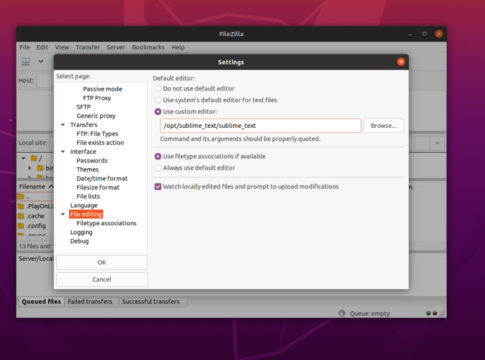 FileZilla
File Edit View Transfer Server Bookmarks Help
Settings
Host:
Select page:
Passive mode
FTP Proxy
SFTP
Generic proxy
Transfers
FTP: File Types
File exists action
Interface
Passwords
Themes
Date/time format
Filesize format
File lists
Language
File editing
Filetype associations
Logging
Debug
OK
Cancel
Default editor:
Do not use default editor
Use system's default editor for text files
Use custom editor:
/opt/sublime_text/sublime_text
Browse...
Command and its arguments should be properly quoted.
Use filetype associations if available
Always use default editor
Watch locally edited files and prompt to upload modifications
Local site:
/
bin
Filename
..
.PlayOnLi
.cache
.config
13 files and
Server/Local
Queued files Failed transfers Successful transfers
Queue: empty